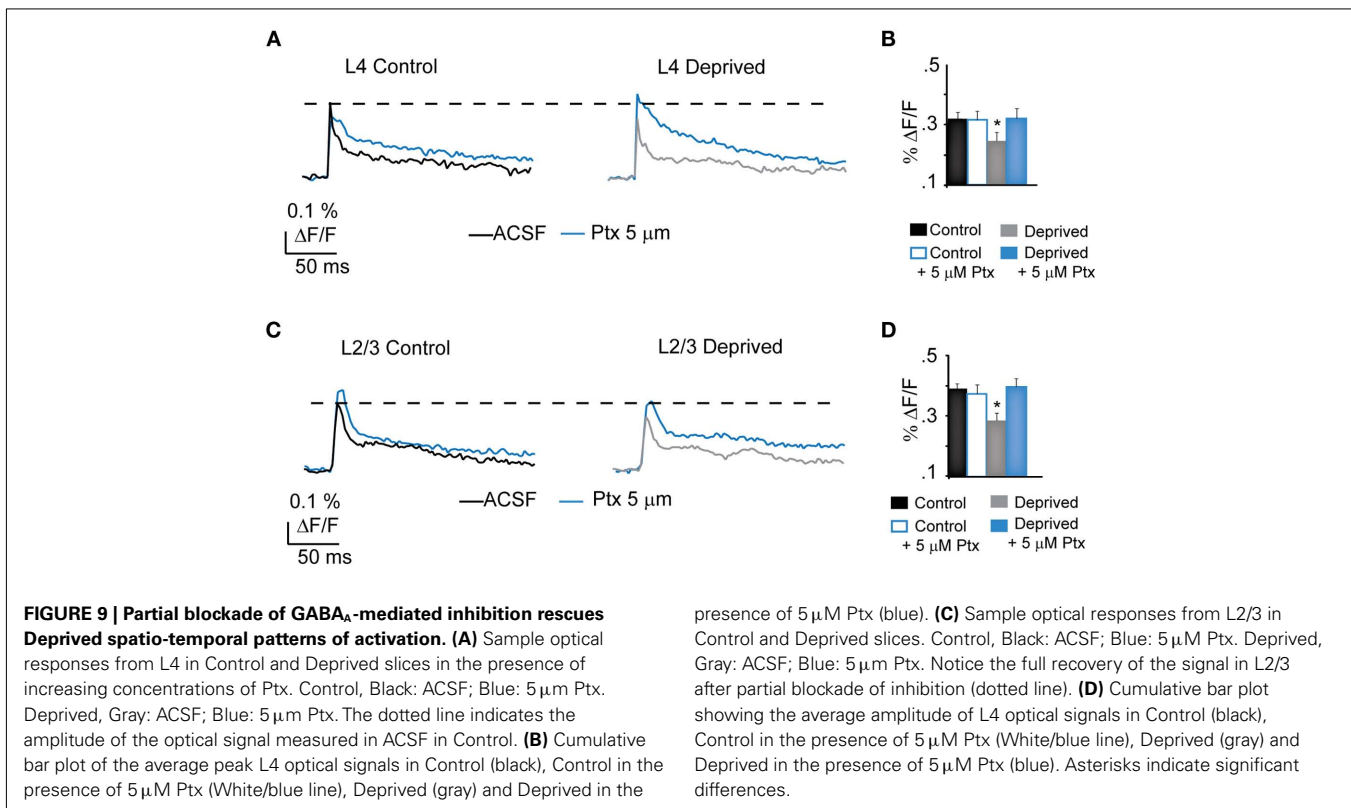 A
B
L4 Control
L4 Deprived
.5
.3
.1
% ΔF/F
*
0.1 %
ΔF/F
50 ms
ACSF
Ptx 5 μm
Control
Deprived
Control
+ 5 μM Ptx
Deprived
+ 5 μM Ptx
C
D
L2/3 Control
L2/3 Deprived
.5
.3
.1
% ΔF/F
*
0.1 %
ΔF/F
50 ms
ACSF
Ptx 5 μm
Control
Deprived
Control
+ 5 μM Ptx
Deprived
+ 5 μM Ptx
FIGURE 9 | Partial blockade of GABAA-mediated inhibition rescues
Deprived spatio-temporal patterns of activation. (A) Sample optical
responses from L4 in Control and Deprived slices in the presence of
increasing concentrations of Ptx. Control, Black: ACSF; Blue: 5 μm Ptx.
Deprived, Gray: ACSF; Blue: 5 μm Ptx. The dotted line indicates the
amplitude of the optical signal measured in ACSF in Control. (B) Cumulative
bar plot of the average peak L4 optical signals in Control (black), Control in the
presence of 5 μM Ptx (White/blue line), Deprived (gray) and Deprived in the
presence of 5 μM Ptx (blue). (C) Sample optical responses from L2/3 in
Control and Deprived slices. Control, Black: ACSF; Blue: 5 μM Ptx. Deprived,
Gray: ACSF; Blue: 5 μm Ptx. Notice the full recovery of the signal in L2/3
after partial blockade of inhibition (dotted line). (D) Cumulative bar plot
showing the average amplitude of L4 optical signals in Control (black),
Control in the presence of 5 μM Ptx (White/blue line), Deprived (gray) and
Deprived in the presence of 5 μM Ptx (blue). Asterisks indicate significant
differences.